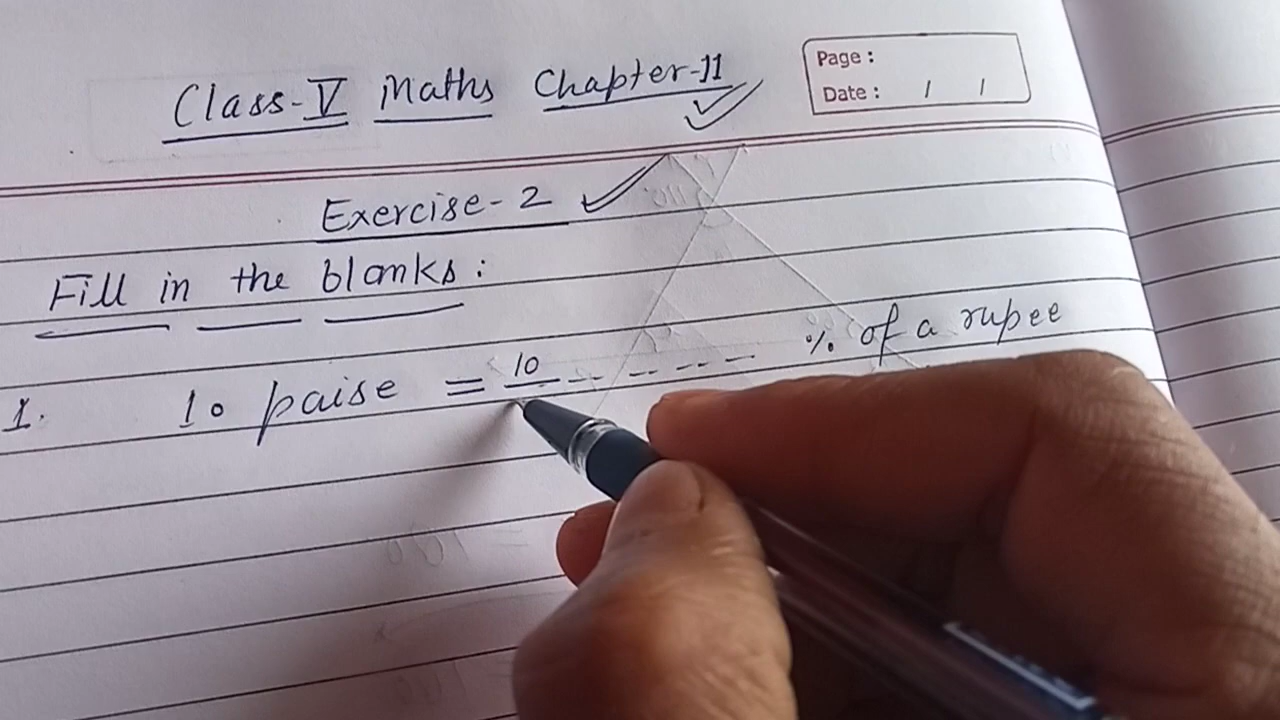 Class-V Maths Chapter-11
Page :
Date : / /
Exercise-2
Fill in the blanks:
1. 10 paise = 10 ----- % of a rupee